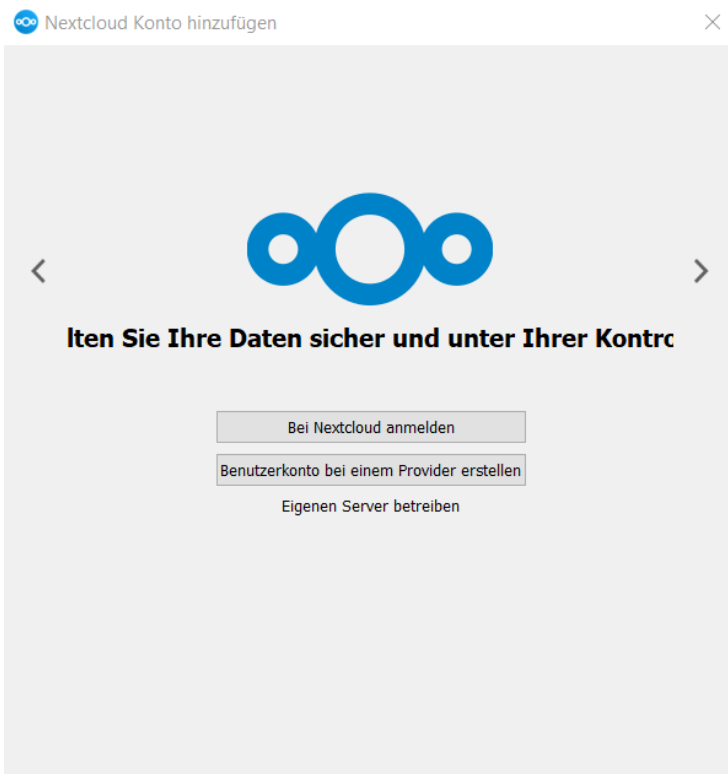 Nextcloud Konto hinzufügen
lten Sie Ihre Daten sicher und unter Ihrer Kontro
Bei Nextcloud anmelden
Benutzerkonto bei einem Provider erstellen
Eigenen Server betreiben